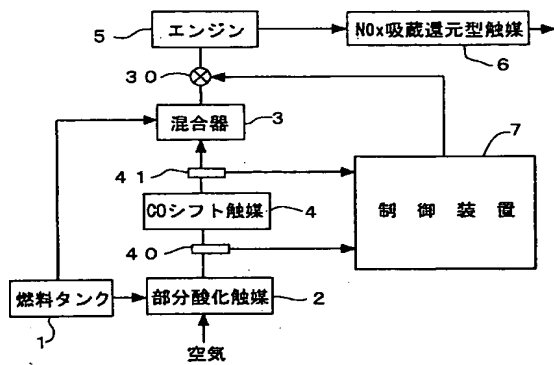 5
エンジン
NOx吸蔵還元型触媒
6
30
混合器
3
7
41
COシフト触媒
4
制御装置
40
燃料タンク
1
部分酸化触媒
2
空気